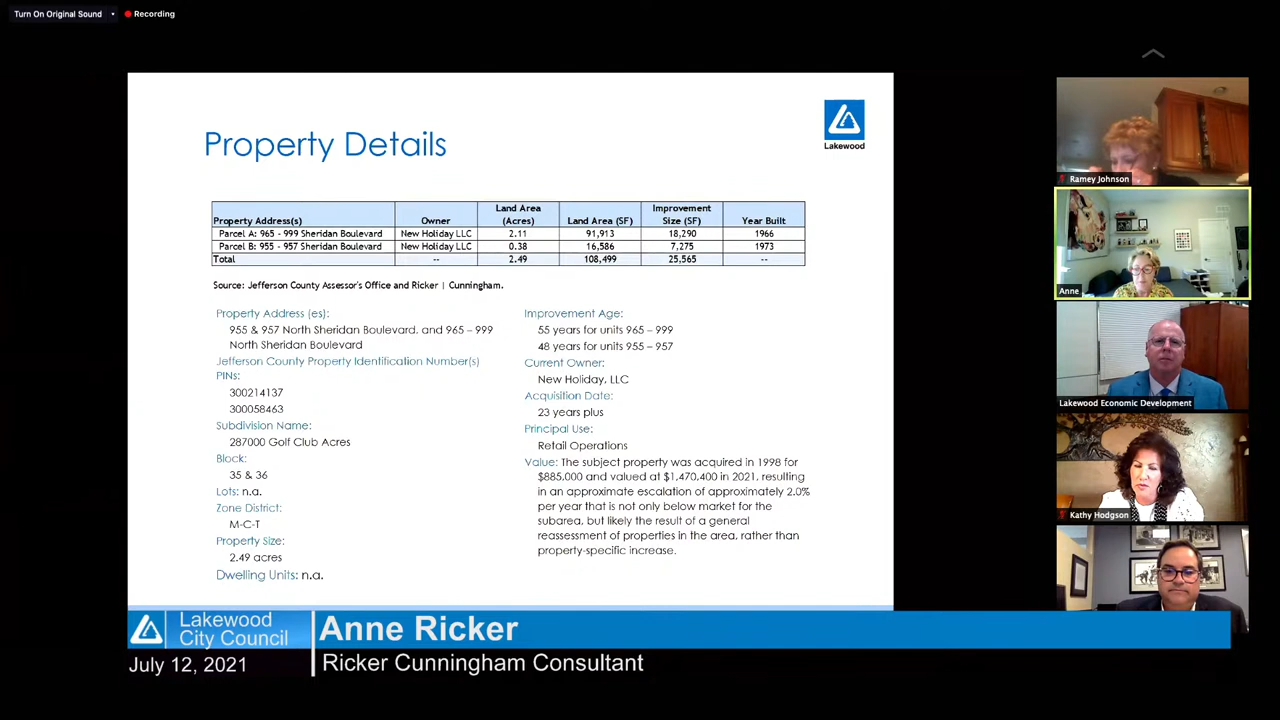 Turn On Original Sound
Recording
Property Details
Lakewood
Property Address(s) Owner Land Area (Acres) Land Area (SF) Improvement Size (SF) Year Built
Parcel A: 965 - 999 Sheridan Boulevard New Holiday LLC 2.11 91,913 18,290 1966
Parcel B: 955 - 957 Sheridan Boulevard New Holiday LLC 0.38 16,586 7,275 1973
Total -- 2.49 108,499 25,565 --
Source: Jefferson County Assessor's Office and Ricker | Cunningham.
Property Address (es):
955 & 957 North Sheridan Boulevard, and 965 – 999
North Sheridan Boulevard
Jefferson County Property Identification Number(s)
PINs:
300214137
300058463
Subdivision Name:
287000 Golf Club Acres
Block:
35 & 36
Lots: n.a.
Zone District:
M-C-T
Property Size:
2.49 acres
Dwelling Units: n.a.
Improvement Age:
55 years for units 965 – 999
48 years for units 955 – 957
Current Owner:
New Holiday, LLC
Acquisition Date:
23 years plus
Principal Use:
Retail Operations
Value: The subject property was acquired in 1998 for
$885,000 and valued at $1,470,400 in 2021, resulting
in an approximate escalation of approximately 2.0%
per year that is not only below market for the
subarea, but likely the result of a general
reassessment of properties in the area, rather than
property-specific increase.
Ramey Johnson
Anne
Lakewood Economic Development
Kathy Hodgson
Lakewood
City Council
July 12, 2021
Anne Ricker
Ricker Cunningham Consultant